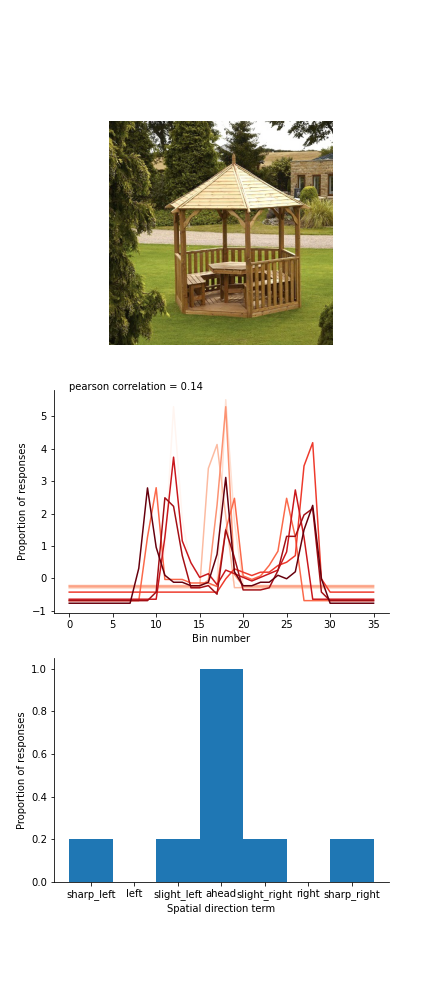 pearson correlation = 0.14
Proportion of responses
5
4
3
2
1
0
−1
0 5 10 15 20 25 30 35
Bin number
Proportion of responses
1.0
0.8
0.6
0.4
0.2
0.0
sharp_left left slight_left ahead slight_right right sharp_right
Spatial direction term